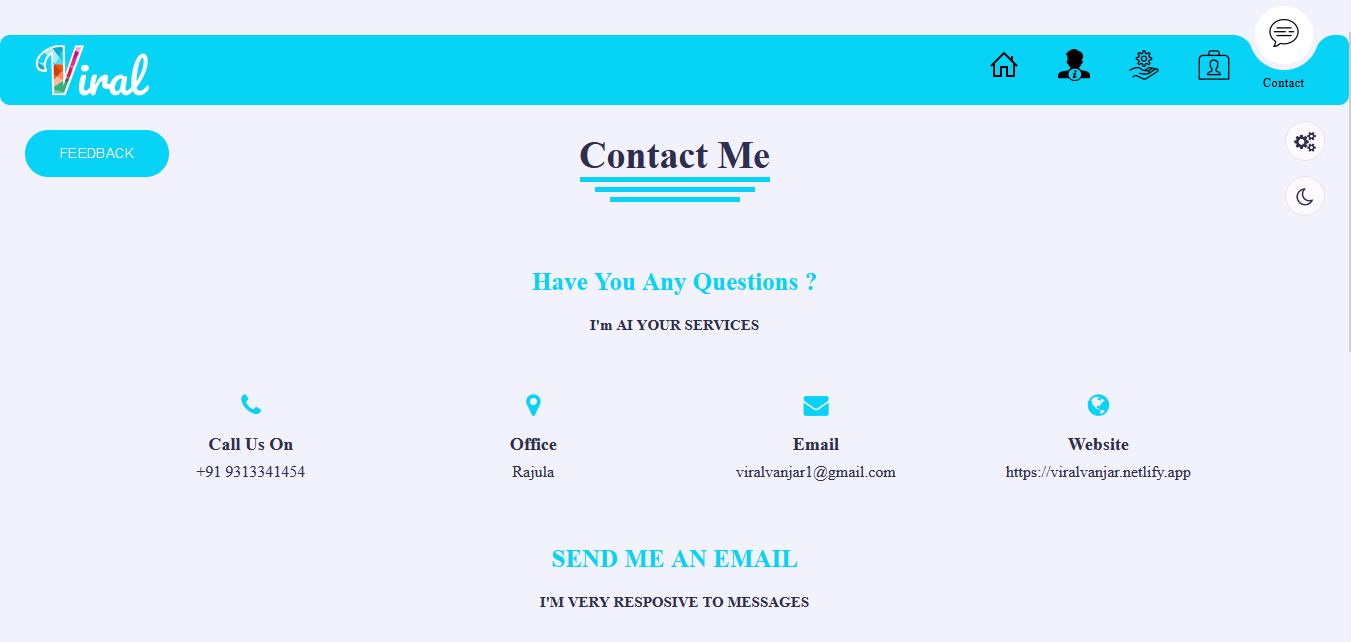 Viral
Contact
FEEDBACK
Contact Me
Have You Any Questions ?
I'm AI YOUR SERVICES
Call Us On
+91 9313341454
Office
Rajula
Email
viralvanjar1@gmail.com
Website
https://viralvanjar.netlify.app
SEND ME AN EMAIL
I'M VERY RESPOSIVE TO MESSAGES